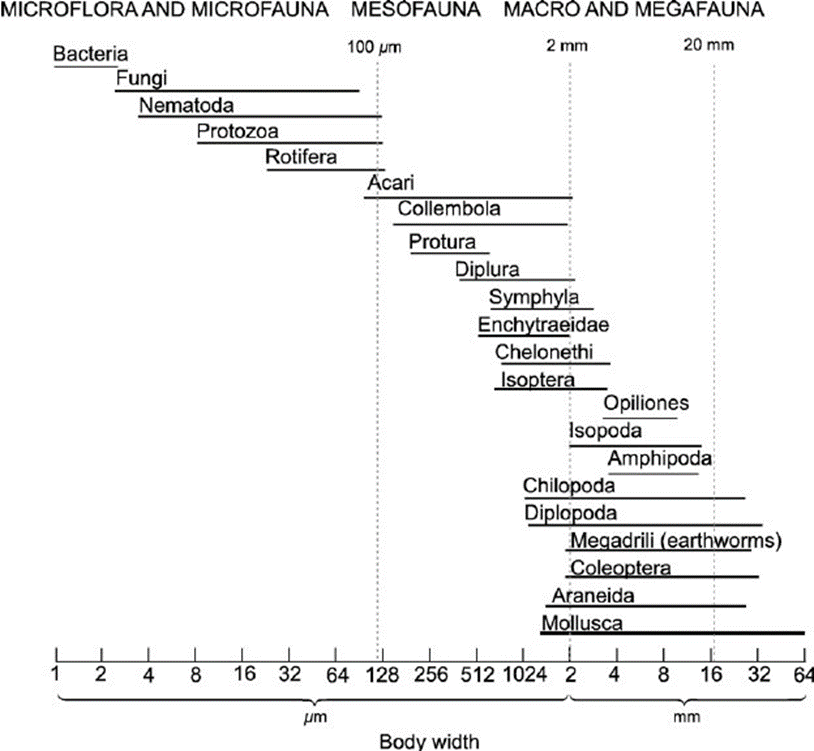 MICROFLORA AND MICROFAUNA MESOFAUNA MACRO AND MEGAFAUNA
100 µm 2 mm 20 mm
Bacteria
Fungi
Nematoda
Protozoa
Rotifera
Acari
Collembola
Protura
Diplura
Symphyla
Enchytraeidae
Chelonethi
Isoptera
Opiliones
Isopoda
Amphipoda
Chilopoda
Diplopoda
Megadrili (earthworms)
Coleoptera
Araneida
Mollusca
1 2 4 8 16 32 64 128 256 512 1024 2 4 8 16 32 64
µm mm
Body width